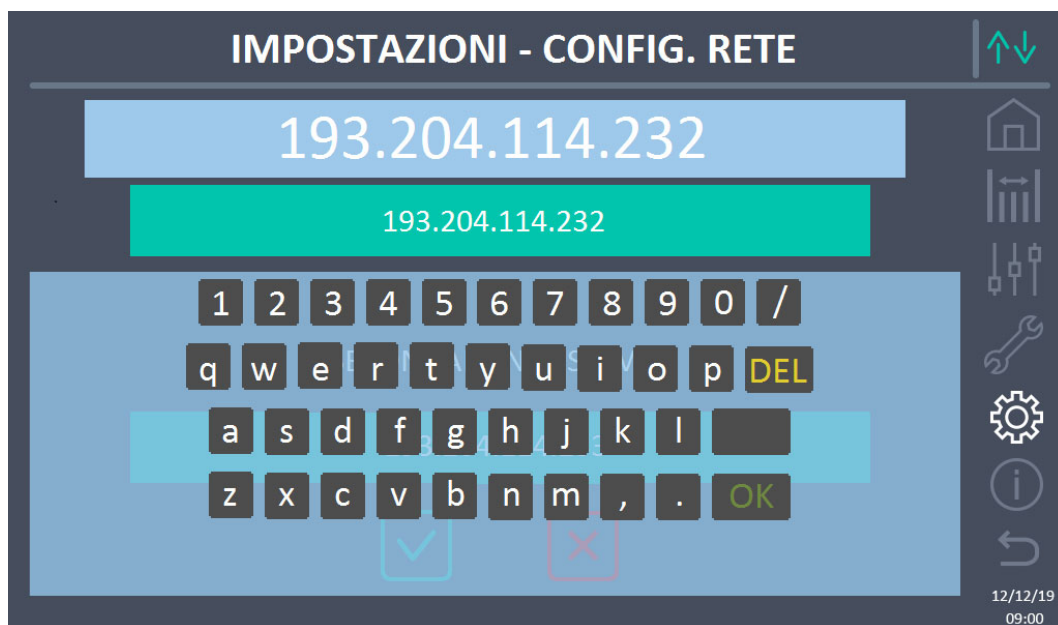 IMPOSTAZIONI - CONFIG. RETE
193.204.114.232
193.204.114.232
1 2 3 4 5 6 7 8 9 0 /
q w e r t y u i o p DEL
a s d f g h j k l
z x c v b n m , . OK
12/12/19
09:00